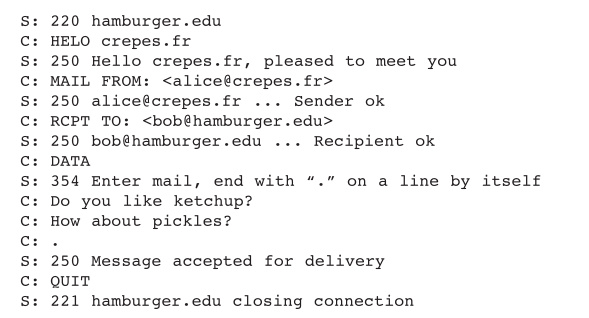 S: 220 hamburger.edu
C: HELO crepes.fr
S: 250 Hello crepes.fr, pleased to meet you
C: MAIL FROM: <alice@crepes.fr>
S: 250 alice@crepes.fr ... Sender ok
C: RCPT TO: <bob@hamburger.edu>
S: 250 bob@hamburger.edu ... Recipient ok
C: DATA
S: 354 Enter mail, end with “.” on a line by itself
C: Do you like ketchup?
C: How about pickles?
C: .
S: 250 Message accepted for delivery
C: QUIT
S: 221 hamburger.edu closing connection